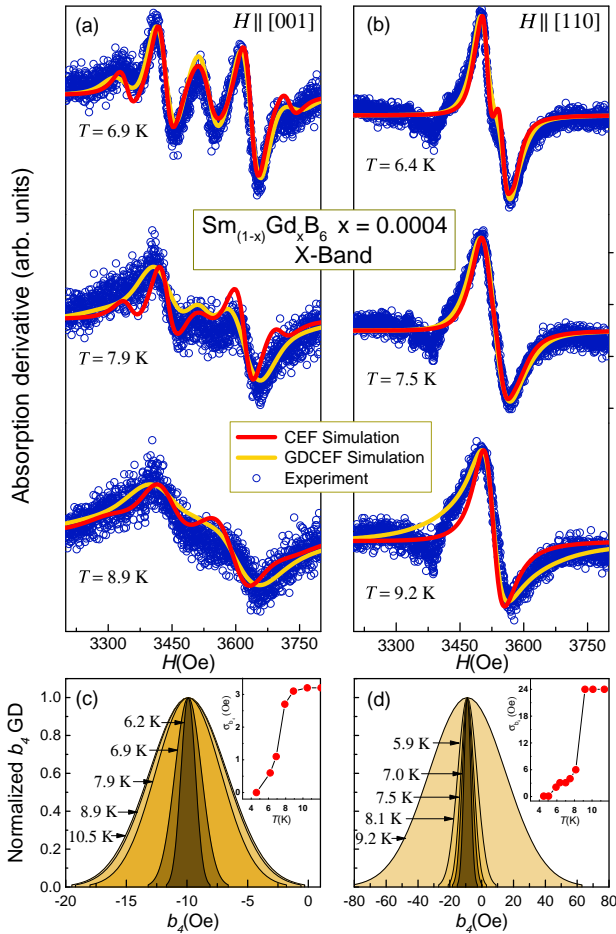 (a) H || [001]
(b) H || [110]
T = 6.9 K
T = 6.4 K
Sm(1-x)GdxB6 x = 0.0004
X-Band
T = 7.9 K
T = 7.5 K
CEF Simulation
GDCEF Simulation
Experiment
T = 8.9 K
T = 9.2 K
Absorption derivative (arb. units)
3300 3450 3600 3750
3300 3450 3600 3750
H(Oe)
H(Oe)
(c)
6.2 K
6.9 K
7.9 K
8.9 K
10.5 K
σb4 (Oe)
3
2
1
0
4 6 8 10
T(K)
(d)
5.9 K
7.0 K
7.5 K
8.1 K
9.2 K
σb4 (Oe)
24
16
8
0
4 6 8 10
T(K)
Normalized b4 GD
1.0
0.8
0.6
0.4
0.2
0.0
-20 -15 -10 -5 0
-80 -60 -40 -20 0 20 40 60 80
b4(Oe)
b4(Oe)